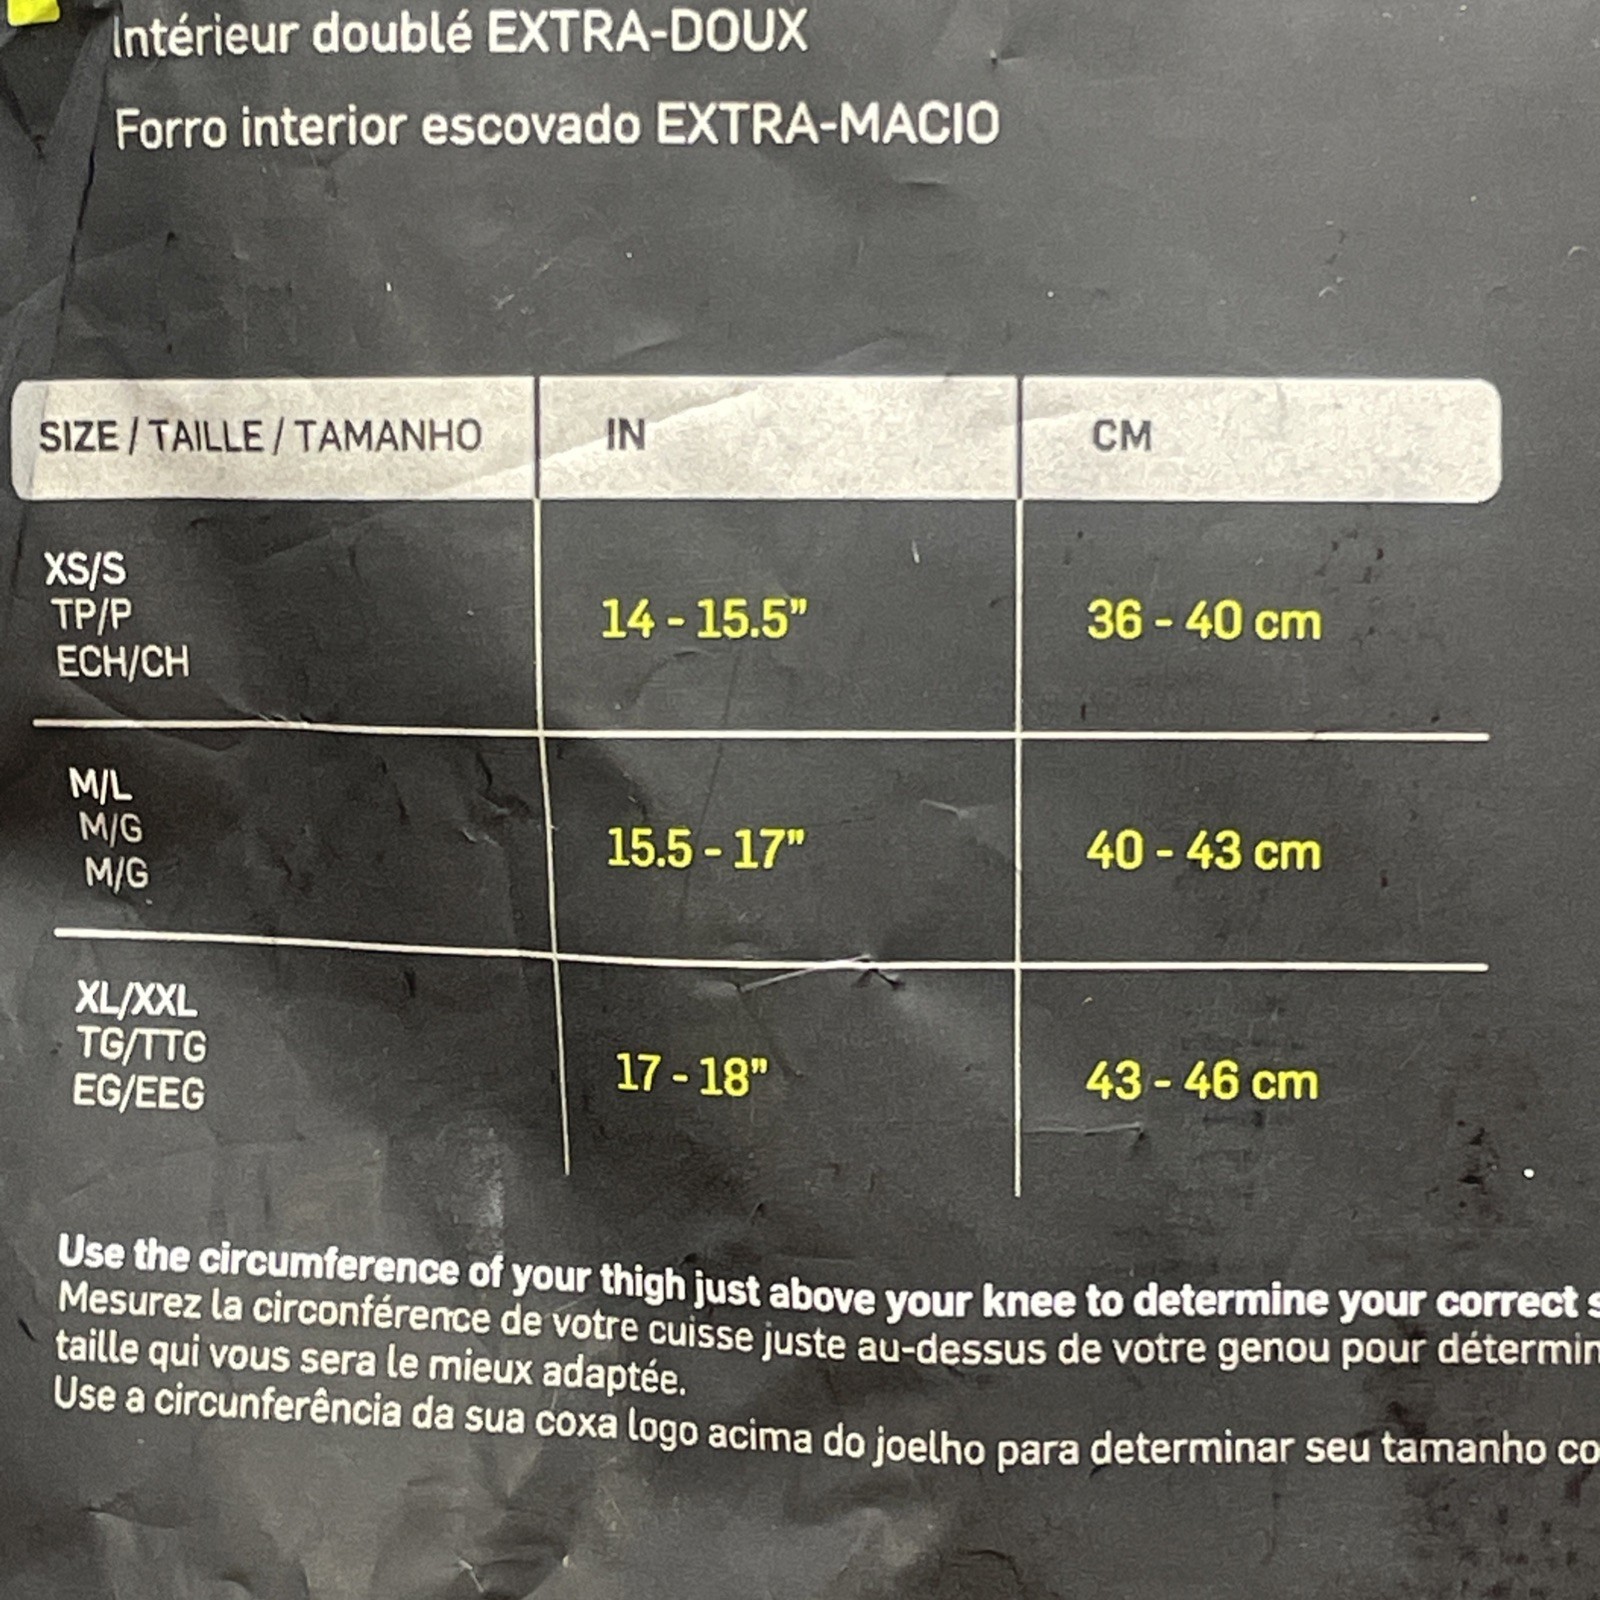 Intérieur doublé EXTRA-DOUX
Forro interior escovado EXTRA-MACIO
SIZE / TAILLE / TAMANHO IN CM
XS/S
TP/P
ECH/CH
14 - 15.5” 36 - 40 cm
M/L
M/G
M/G
15.5 - 17” 40 - 43 cm
XL/XXL
TG/TTG
EG/EEG
17 - 18” 43 - 46 cm
Use the circumference of your thigh just above your knee to determine your correct
Mesurez la circonférence de votre cuisse juste au-dessus de votre genou pour
taille qui vous sera le mieux adaptée.
Use a circunferência da sua coxa logo acima do joelho para determinar seu tamanho